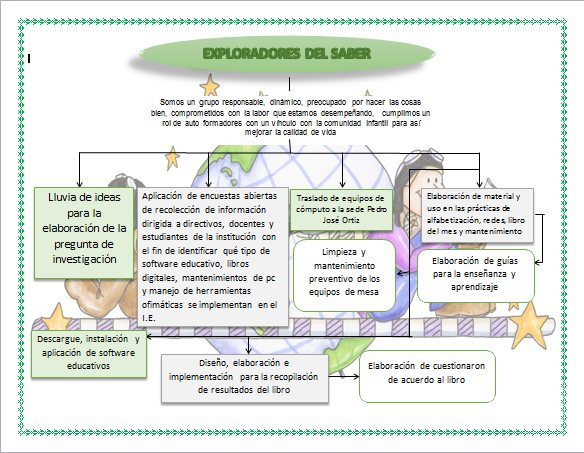 EXPLORADORES DEL SABER
Somos un grupo responsable, dinámico, preocupado por hacer las cosas
bien, comprometidos con la labor que estamos desempeñando, cumplimos un
rol de auto formadores con un vínculo con la comunidad Infantil para así
mejorar la calidad de vida
Lluvia de ideas
para la
elaboración de la
pregunta de
investigación
Aplicación de encuestas abiertas
de recolección de información
dirigida a directivos, docentes y
estudiantes de la institución con
el fin de identificar qué tipo de
software educativo, libros
digitales, mantenimientos de pc
y manejo de herramientas
ofimáticas se implementan en el
I.E.
Traslado de equipos de
cómputo a la sede Pedro
José Ortiz
Limpieza y
mantenimiento
preventivo de los
equipos de mesa
Elaboración de material y
uso en las prácticas de
alfabetización, redes, libro
del mes y mantenimiento
Elaboración de guías
para la enseñanza y
aprendizaje
Descargue, instalación y
aplicación de software
educativos
Diseño, elaboración e
implementación para la recopilación
de resultados del libro
Elaboración de cuestionaron
de acuerdo al libro